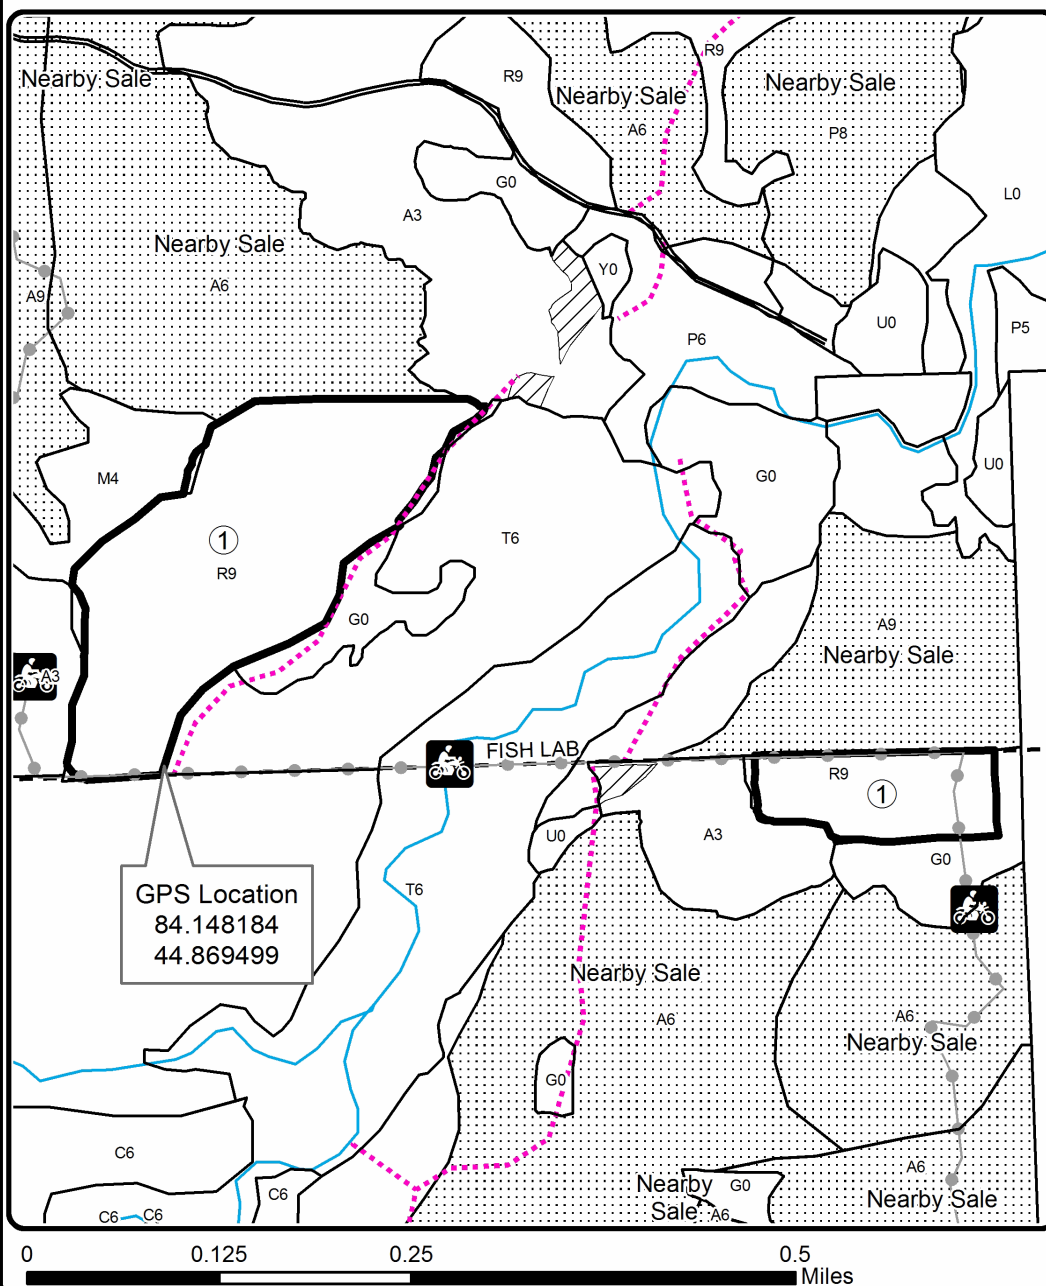 R9
Nearby Sale
R9
Nearby Sale
Nearby Sale
A6
P8
G0
L0
A3
Nearby Sale
Y0
A6
A9
U0
P5
P6
M4
G0
U0
1
T6
R9
G0
A9
Nearby Sale
A3
FISH LAB
R9
1
U0
A3
G0
GPS Location
84.148184
44.869499
T6
Nearby Sale
A6
A6
Nearby Sale
G0
C6
A6
Nearby
Sale
G0
A6
Nearby Sale
C6
C6
C6
0
0.125
0.25
0.5
Miles